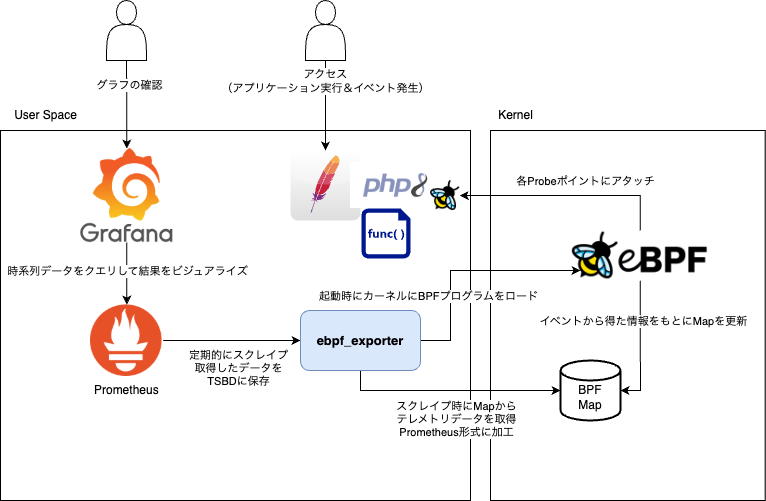 グラフの確認
アクセス
（アプリケーション実行＆イベント発生）
User Space
Kernel
php8
各Probeポイントにアタッチ
func( )
Grafana
eBPF
時系列データをクエリして結果をビジュアライズ
起動時にカーネルにBPFプログラムをロード
イベントから得た情報をもとにMapを更新
ebpf_exporter
定期的にスクレイプ
取得したデータを
TSBDに保存
Prometheus
BPF
Map
スクレイプ時にMapから
テレメトリデータを取得
Prometheus形式に加工